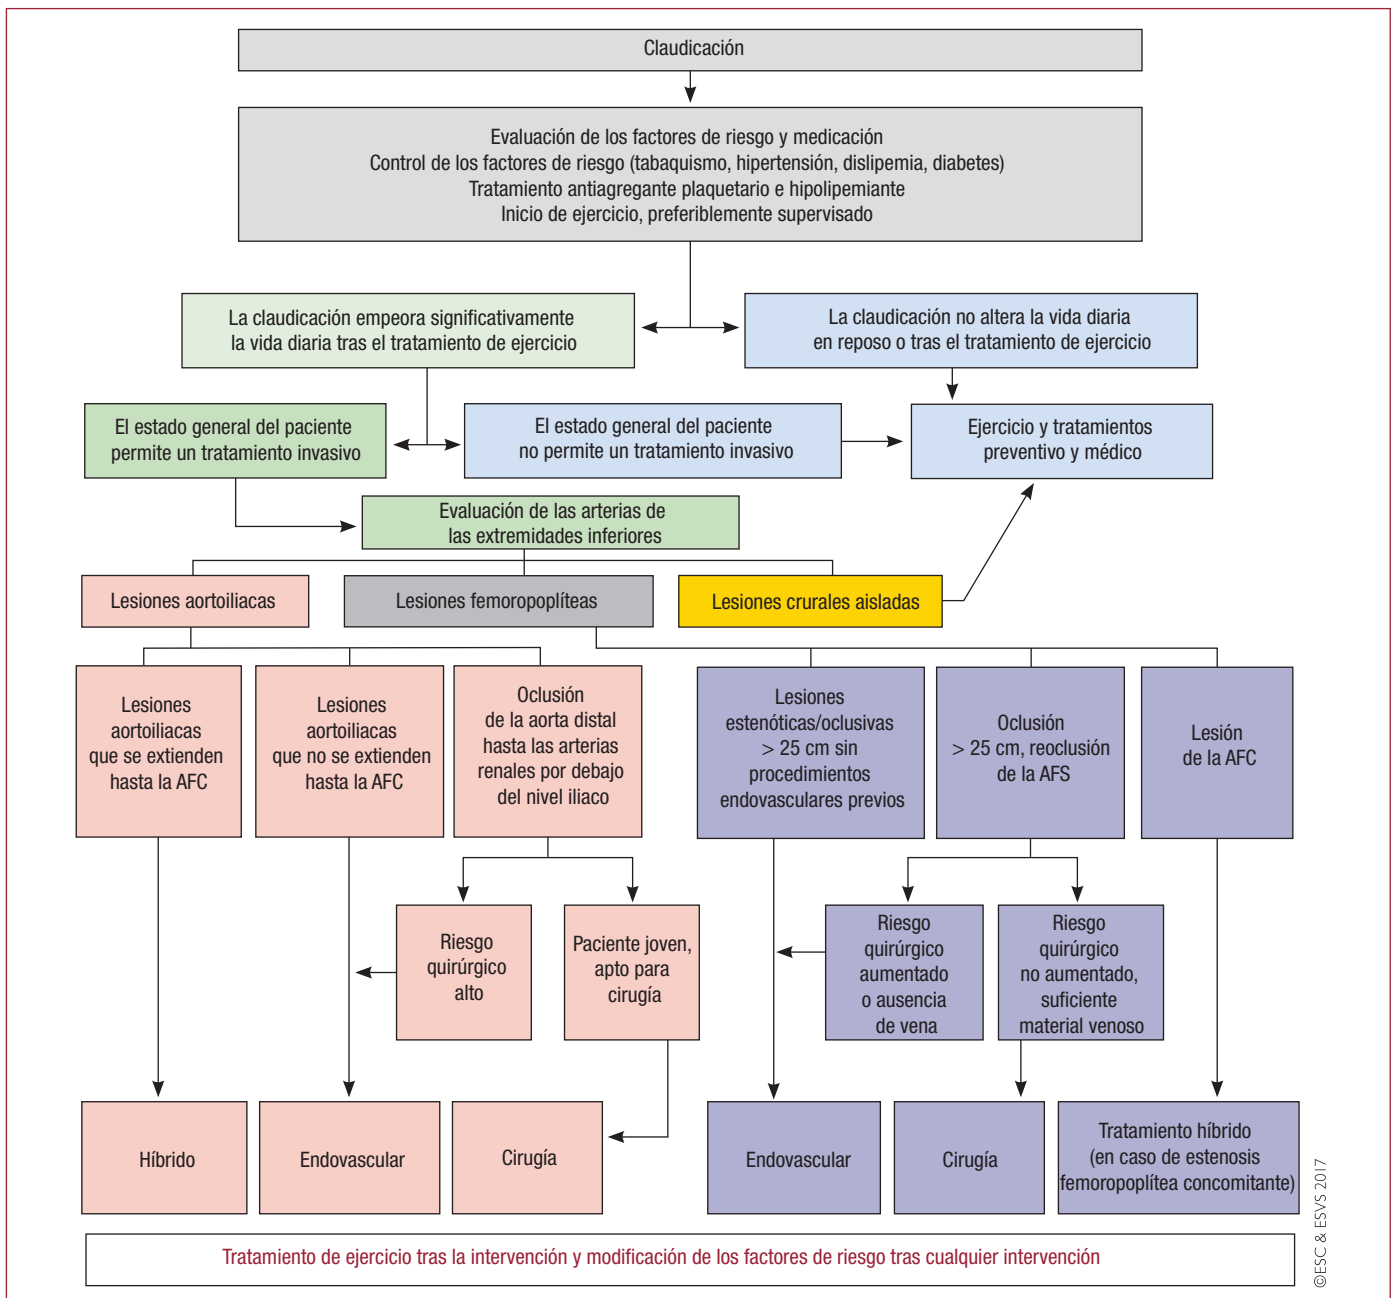 Claudicación
Evaluación de los factores de riesgo y medicación
Control de los factores de riesgo (tabaquismo, hipertensión, dislipemia, diabetes)
Tratamiento antiagregante plaquetario e hipolipemiante
Inicio de ejercicio, preferiblemente supervisado
La claudicación empeora significativamente
la vida diaria tras el tratamiento de ejercicio
La claudicación no altera la vida diaria
en reposo o tras el tratamiento de ejercicio
El estado general del paciente
permite un tratamiento invasivo
El estado general del paciente
no permite un tratamiento invasivo
Ejercicio y tratamientos
preventivo y médico
Evaluación de las arterias de
las extremidades inferiores
Lesiones aortoiliacas
Lesiones femoropoplíteas
Lesiones crurales aisladas
Lesiones
aortoiliacas
que se extienden
hasta la AFC
Lesiones
aortoiliacas
que no se extienden
hasta la AFC
Oclusión
de la aorta distal
hasta las arterias
renales por debajo
del nivel iliaco
Lesiones
estenóticas/oclusivas
> 25 cm sin
procedimientos
endovasculares previos
Oclusión
> 25 cm, reoclusión
de la AFS
Lesión
de la AFC
Riesgo
quirúrgico
alto
Paciente joven,
apto para
cirugía
Riesgo
quirúrgico
aumentado
o ausencia
de vena
Riesgo
quirúrgico
no aumentado,
suficiente
material venoso
Híbrido
Endovascular
Cirugía
Endovascular
Cirugía
Tratamiento híbrido
(en caso de estenosis
femoropoplítea concomitante)
Tratamiento de ejercicio tras la intervención y modificación de los factores de riesgo tras cualquier intervención
©ESC & ESVS 2017